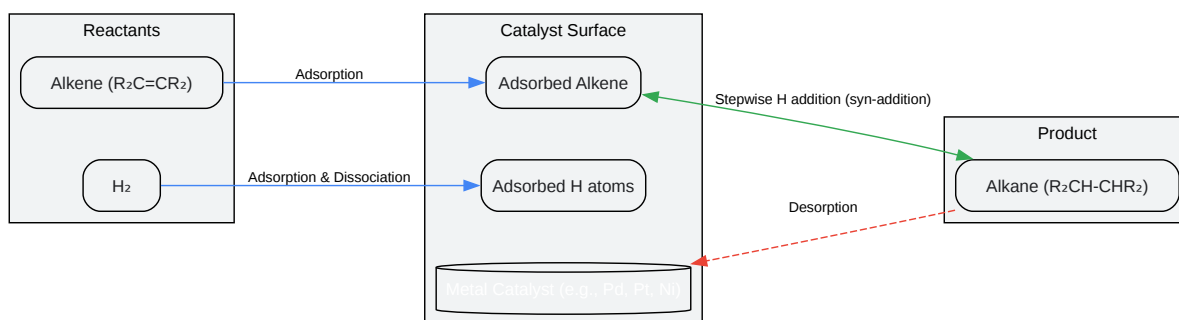 Reactants
Alkene (R₂C=CR₂)
H₂
Adsorption
Adsorption & Dissociation
Catalyst Surface
Adsorbed Alkene
Adsorbed H atoms
Metal Catalyst (e.g., Pd, Pt, Ni)
Stepwise H addition (syn-addition)
Desorption
Product
Alkane (R₂CH-CHR₂)